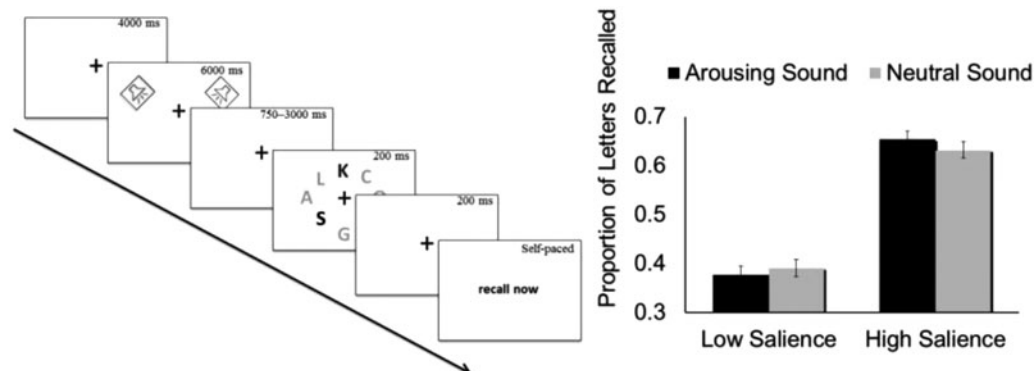 4000 ms
+
6000 ms
+
750–3000 ms
+
200 ms
K
L
C
A
+
S
G
200 ms
+
Self-paced
recall now
Proportion of Letters Recalled
Arousing Sound
Neutral Sound
0.7
0.6
0.5
0.4
0.3
Low Salience
High Salience